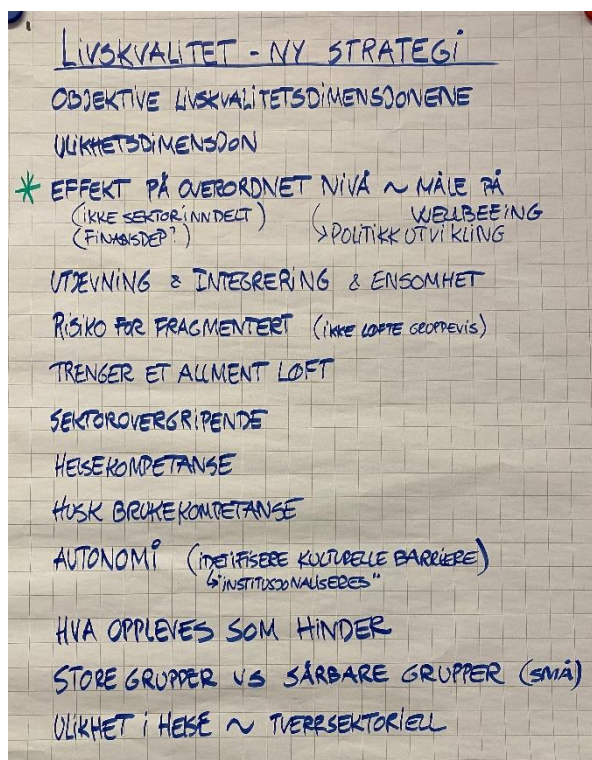 LIVSKVALITET - NY STRATEGI
OBJEKTIVE LIVSKVALITETSDIMENSJONENE
ULIKHETSDIMENSJON
* EFFEKT PÅ OVERORDNET NIVÅ ~ MÅLE PÅ
WELLBEEING
(IKKE SEKTORINNDELT)
(FINANSDEP?)
↳ POLITIKKUTVIKLING
UTJEVNING & INTEGRERING & ENSOMHET
RISIKO FOR FRAGMENTERT (IKKE LØFTE GRUPPEVIS)
TRENGER ET ALLMENT LØFT
SEKTOROVERGRIPENDE
HELSEKOMPETANSE
HUSK BRUKEKOMPETANSE
AUTONOMI (IDETIFISERE KULTURELLE BARRIERE)
↳ "INSTITUSJONALISERES"
HVA OPPLEVES SOM HINDER
STORE GRUPPER VS SÅRBARE GRUPPER (SMÅ)
ULIKHET I HELSE ~ TVERRSEKTORIELL